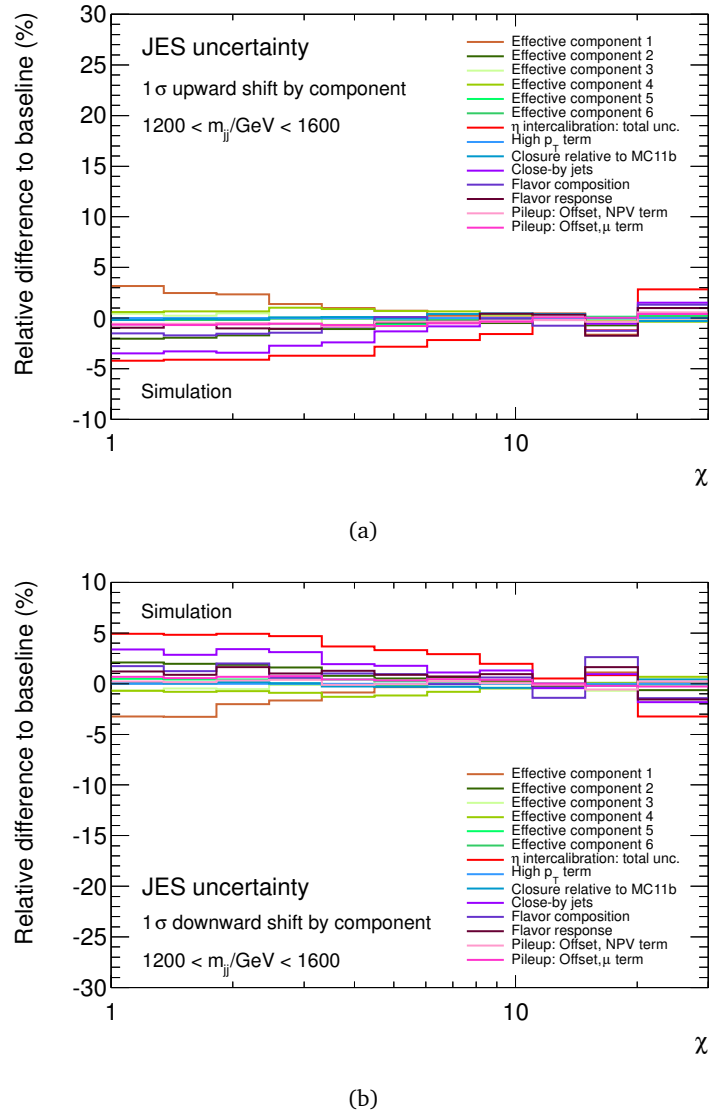 Relative difference to baseline (%)
30
25
20
15
10
5
0
-5
-10
JES uncertainty
1σ upward shift by component
1200 < m_jj/GeV < 1600
Effective component 1
Effective component 2
Effective component 3
Effective component 4
Effective component 5
Effective component 6
η intercalibration: total unc.
High p_T term
Closure relative to MC11b
Close-by jets
Flavor composition
Flavor response
Pileup: Offset, NPV term
Pileup: Offset,μ term
Simulation
1
10
χ
(a)
Relative difference to baseline (%)
10
5
0
-5
-10
-15
-20
-25
-30
Simulation
Effective component 1
Effective component 2
Effective component 3
Effective component 4
Effective component 5
Effective component 6
η intercalibration: total unc.
High p_T term
Closure relative to MC11b
Close-by jets
Flavor composition
Flavor response
Pileup: Offset, NPV term
Pileup: Offset,μ term
JES uncertainty
1σ downward shift by component
1200 < m_jj/GeV < 1600
1
10
χ
(b)